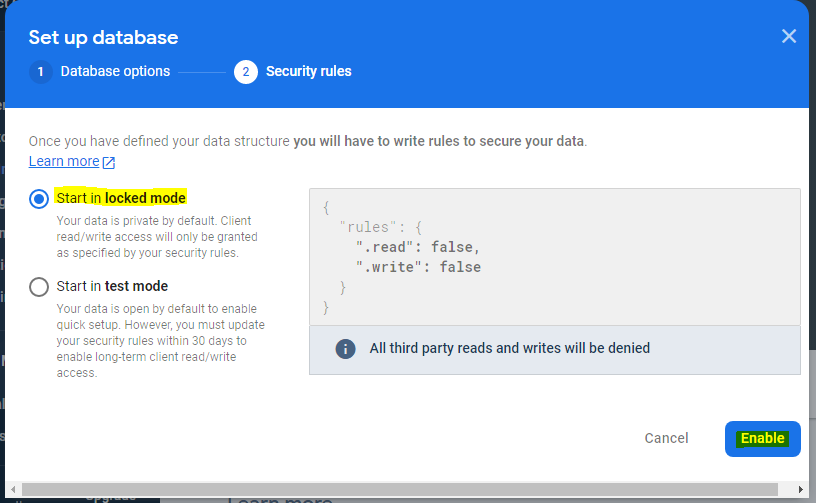 Set up database
1 Database options
2 Security rules
Once you have defined your data structure you will have to write rules to secure your data.
Learn more
Start in locked mode
Your data is private by default. Client
read/write access will only be granted
as specified by your security rules.
Start in test mode
Your data is open by default to enable
quick setup. However, you must update
your security rules within 30 days to
enable long-term client read/write
access.
{
"rules": {
".read": false,
".write": false
}
}
All third party reads and writes will be denied
Cancel
Enable
Upgrade
Learn more